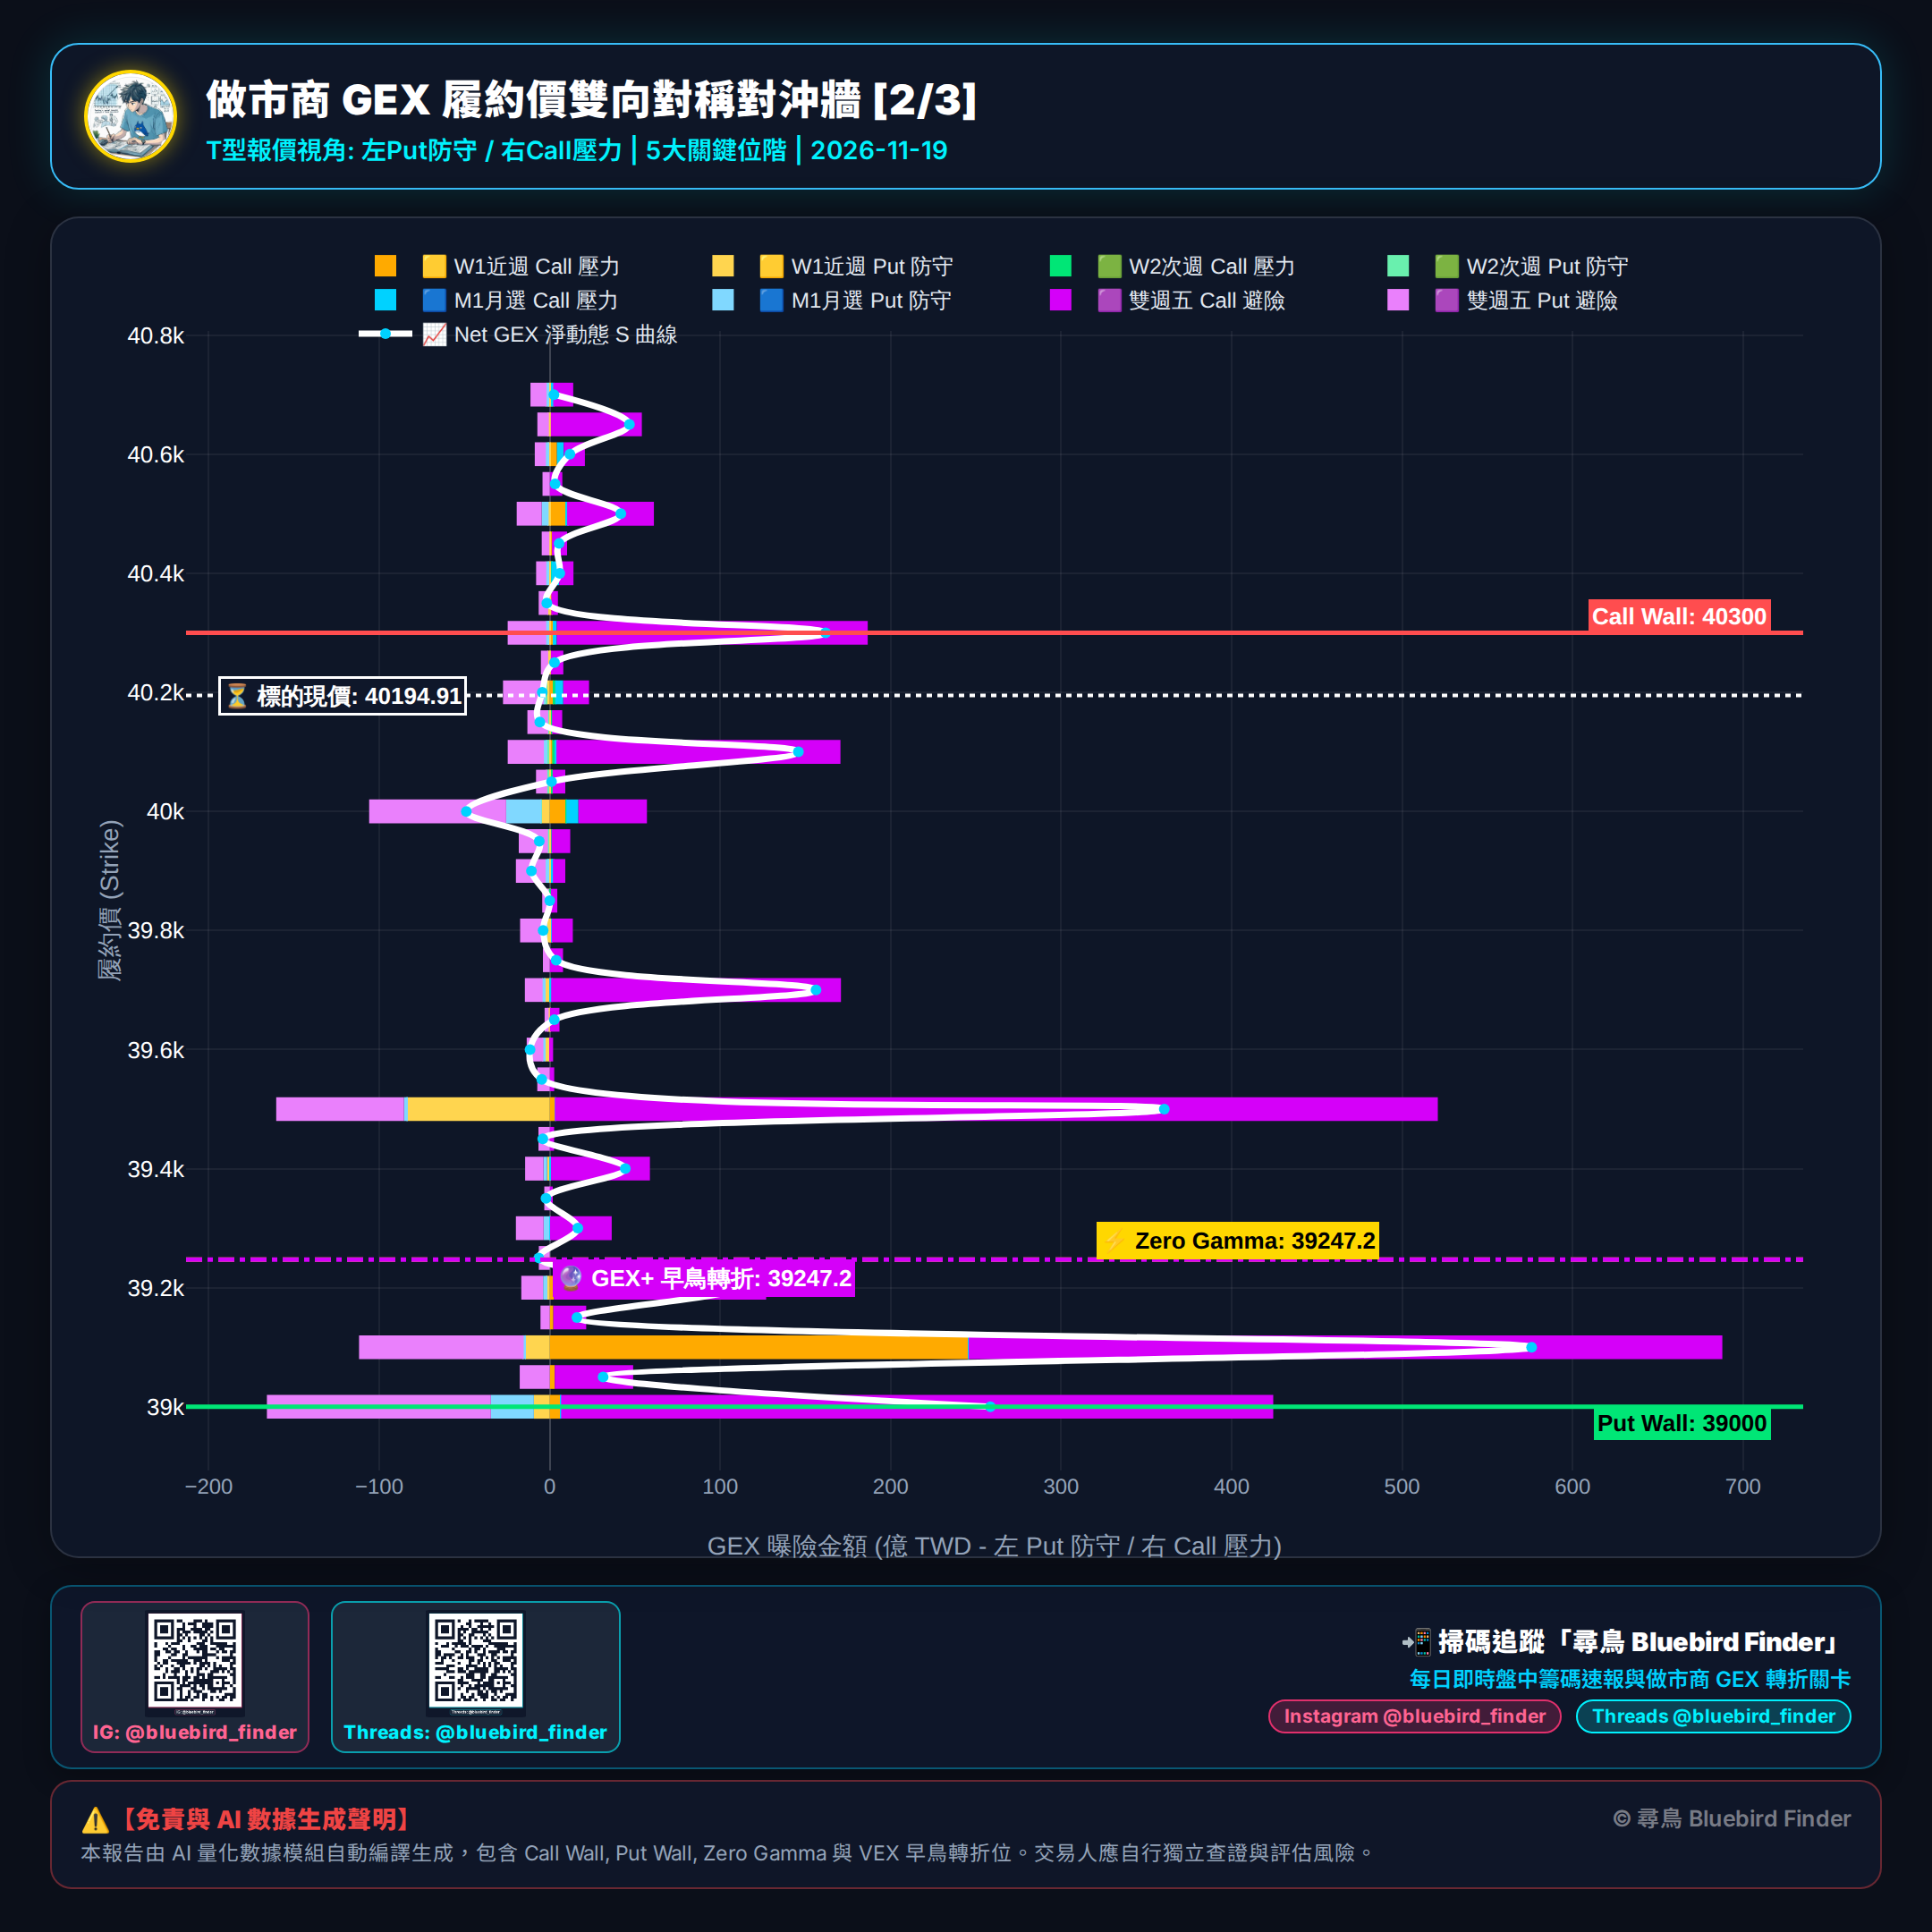 做市商 GEX 履約價雙向對稱對沖牆 [2/3]
T型報價視角: 左Put防守 / 右Call壓力 | 5大關鍵位階 | 2026-11-19
W1近週 Call 壓力
W1近週 Put 防守
W2次週 Call 壓力
W2次週 Put 防守
M1月選 Call 壓力
M1月選 Put 防守
雙週五 Call 避險
雙週五 Put 避險
Net GEX 淨動態 S 曲線
40.8k
40.6k
40.4k
Call Wall: 40300
40.2k
⏳ 標的現價: 40194.91
40k
39.8k
39.6k
39.4k
⚡ Zero Gamma: 39247.2
🔮 GEX+ 早鳥轉折: 39247.2
39.2k
39k
Put Wall: 39000
履約價 (Strike)
−200
−100
0
100
200
300
400
500
600
700
GEX 曝險金額 (億 TWD - 左 Put 防守 / 右 Call 壓力)
IG: @bluebird_finder
Threads: @bluebird_finder
IG: @bluebird_finder
Threads: @bluebird_finder
📲 掃碼追蹤「尋鳥 Bluebird Finder」
每日即時盤中籌碼速報與做市商 GEX 轉折關卡
Instagram @bluebird_finder
Threads @bluebird_finder
⚠️【免責與 AI 數據生成聲明】
© 尋鳥 Bluebird Finder
本報告由 AI 量化數據模組自動編譯生成，包含 Call Wall, Put Wall, Zero Gamma 與 VEX 早鳥轉折位。交易人應自行獨立查證與評估風險。